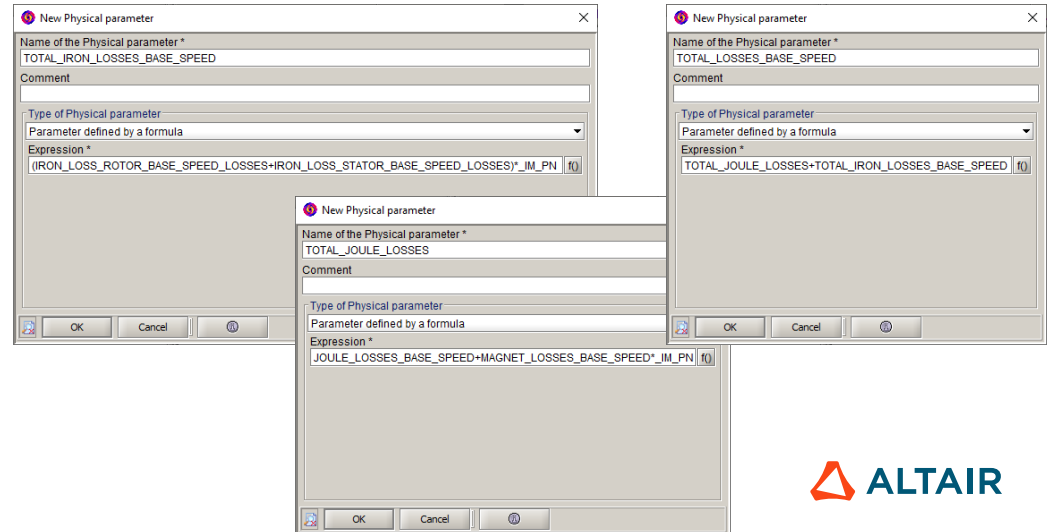 New Physical parameter
Name of the Physical parameter *
TOTAL_IRON_LOSSES_BASE_SPEED
Comment
Type of Physical parameter
Parameter defined by a formula
Expression *
(IRON_LOSS_ROTOR_BASE_SPEED_LOSSES+IRON_LOSS_STATOR_BASE_SPEED_LOSSES)*_IM_PN f()
OK Cancel
New Physical parameter
Name of the Physical parameter *
TOTAL_JOULE_LOSSES
Comment
Type of Physical parameter
Parameter defined by a formula
Expression *
JOULE_LOSSES_BASE_SPEED+MAGNET_LOSSES_BASE_SPEED*_IM_PN f()
OK Cancel
New Physical parameter
Name of the Physical parameter *
TOTAL_LOSSES_BASE_SPEED
Comment
Type of Physical parameter
Parameter defined by a formula
Expression *
TOTAL_JOULE_LOSSES+TOTAL_IRON_LOSSES_BASE_SPEED f()
OK Cancel
ALTAIR